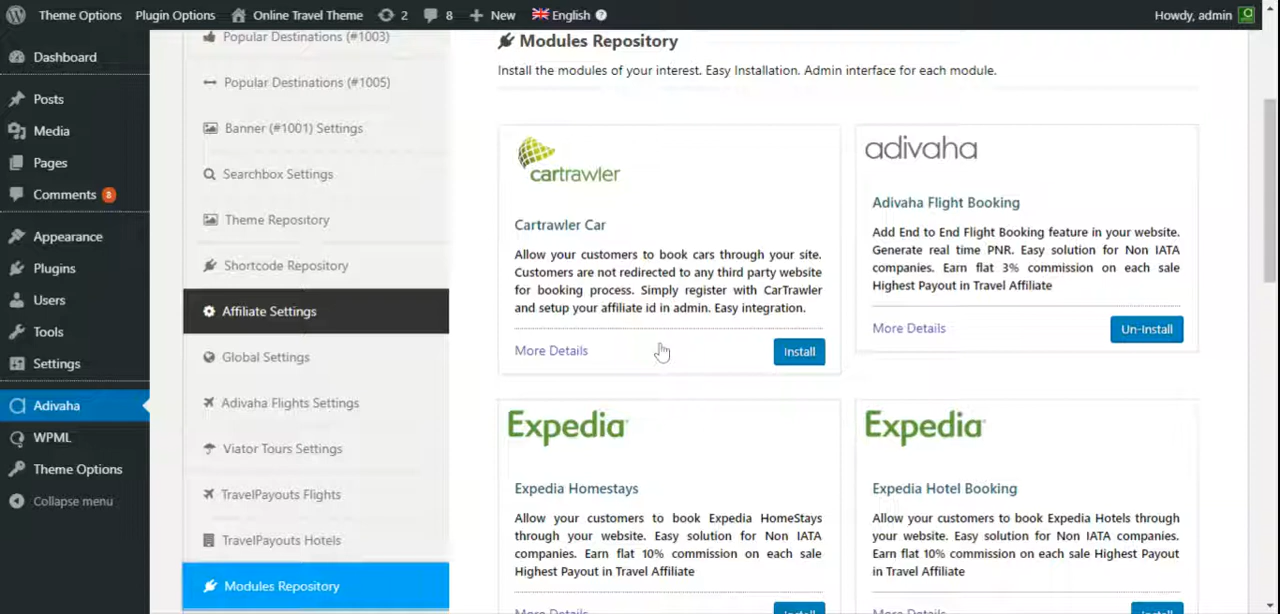 Theme Options Plugin Options Online Travel Theme 2 8 New English Howdy, admin
Dashboard
Posts
Media
Pages
Comments 8
Appearance
Plugins
Users
Tools
Settings
Adivaha
WPML
Theme Options
Collapse menu
Popular Destinations (#1003)
Popular Destinations (#1005)
Banner (#1001) Settings
Searchbox Settings
Theme Repository
Shortcode Repository
Affiliate Settings
Global Settings
Adivaha Flights Settings
Viator Tours Settings
TravelPayouts Flights
TravelPayouts Hotels
Modules Repository
Modules Repository
Install the modules of your interest. Easy Installation. Admin interface for each module.
cartrawler
Cartrawler Car
Allow your customers to book cars through your site.
Customers are not redirected to any third party website
for booking process. Simply register with CarTrawler
and setup your affiliate id in admin. Easy integration.
More Details Install
adivaha
Adivaha Flight Booking
Add End to End Flight Booking feature in your website.
Generate real time PNR. Easy solution for Non IATA
companies. Earn flat 3% commission on each sale
Highest Payout in Travel Affiliate
More Details Un-Install
Expedia
Expedia Homestays
Allow your customers to book Expedia HomeStays
through your website. Easy solution for Non IATA
companies. Earn flat 10% commission on each sale
Highest Payout in Travel Affiliate
More Details Install
Expedia
Expedia Hotel Booking
Allow your customers to book Expedia Hotels through
your website. Easy solution for Non IATA companies.
Earn flat 10% commission on each sale Highest Payout
in Travel Affiliate
More Details Install